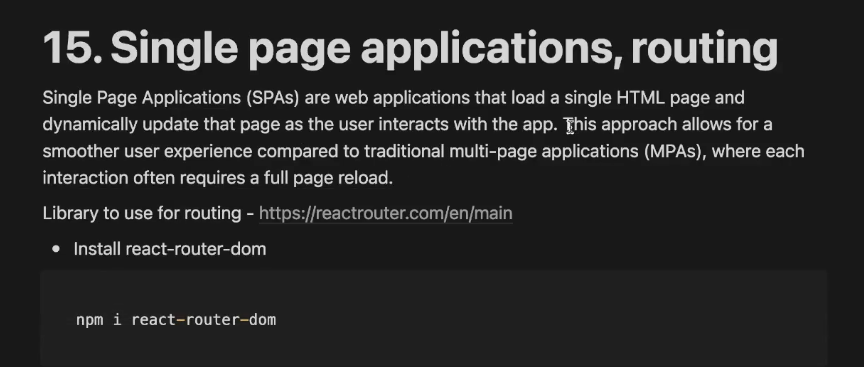 15. Single page applications, routing
Single Page Applications (SPAs) are web applications that load a single HTML page and
dynamically update that page as the user interacts with the app. This approach allows for a
smoother user experience compared to traditional multi-page applications (MPAs), where each
interaction often requires a full page reload.
Library to use for routing - https://reactrouter.com/en/main
• Install react-router-dom
npm i react-router-dom